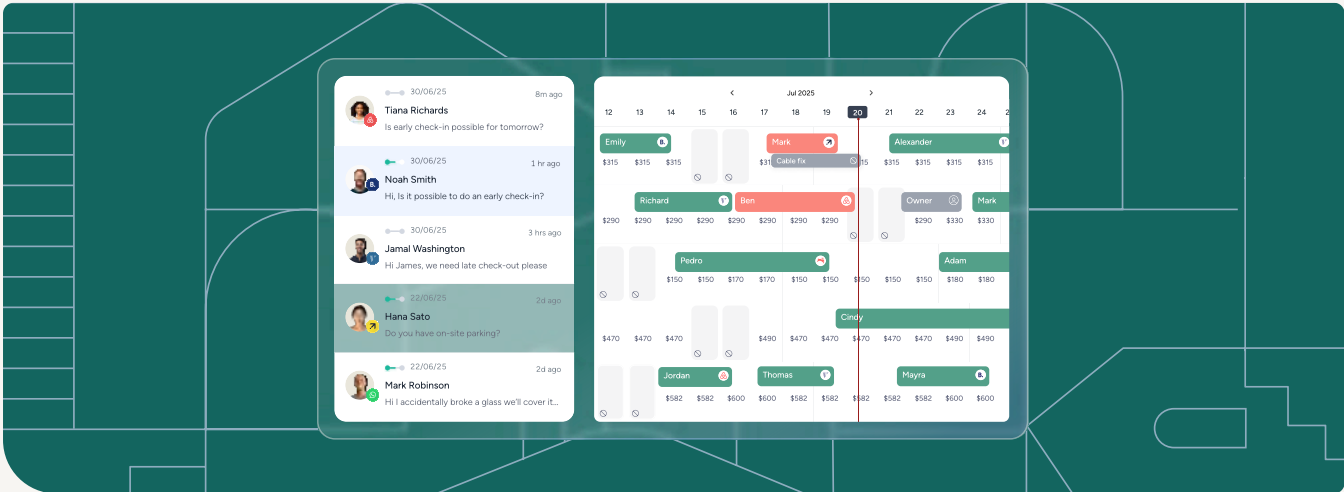 30/06/25
8m ago
Tiana Richards
Is early check-in possible for tomorrow?
30/06/25
1 hr ago
Noah Smith
Hi, Is it possible to do an early check-in?
30/06/25
3 hrs ago
Jamal Washington
Hi James, we need late check-out please
22/06/25
2d ago
Hana Sato
Do you have on-site parking?
22/06/25
2d ago
Mark Robinson
Hi I accidentally broke a glass we'll cover it...
Jul 2025
12 13 14 15 16 17 18 19 20 21 22 23 24
Emily B. Mark Alexander
Cable fix
$315 $315 $315 $315 $315 $315 $315
Richard Ben Owner Mark
$290 $290 $290 $290 $290 $290 $290 $290 $290 $330 $330
Pedro Adam
$150 $150 $170 $170 $150 $150 $150 $150 $150 $180 $180
Cindy
$470 $470 $470 $490 $470 $470 $470 $470 $470 $490 $490
Jordan Thomas Mayra B.
$582 $582 $600 $600 $582 $582 $582 $582 $582 $600 $600